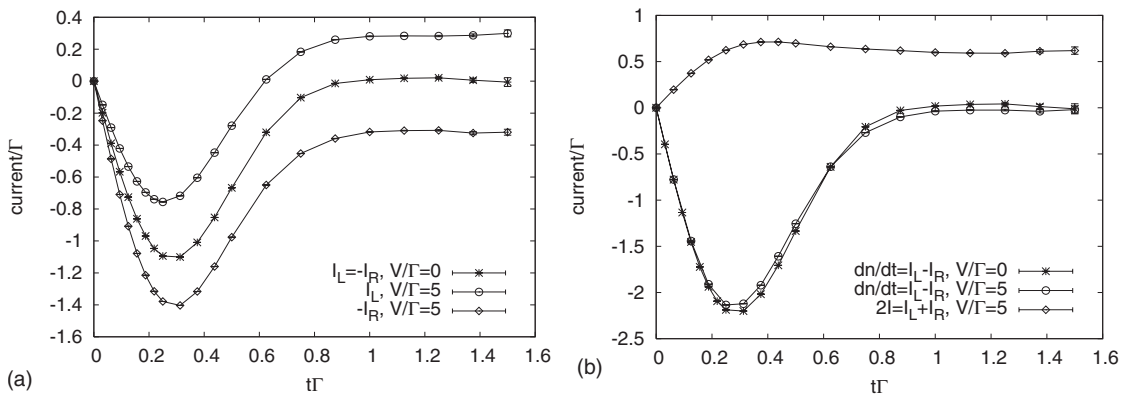 0.4
0.2
0
-0.2
-0.4
-0.6
-0.8
-1
-1.2
-1.4
-1.6
current/Γ
I_L=-I_R, V/Γ=0
I_L, V/Γ=5
-I_R, V/Γ=5
0 0.2 0.4 0.6 0.8 1 1.2 1.4 1.6
tΓ
(a)
1
0.5
0
-0.5
-1
-1.5
-2
-2.5
current/Γ
dn/dt=I_L-I_R, V/Γ=0
dn/dt=I_L-I_R, V/Γ=5
2I=I_L+I_R, V/Γ=5
0 0.2 0.4 0.6 0.8 1 1.2 1.4 1.6
tΓ
(b)